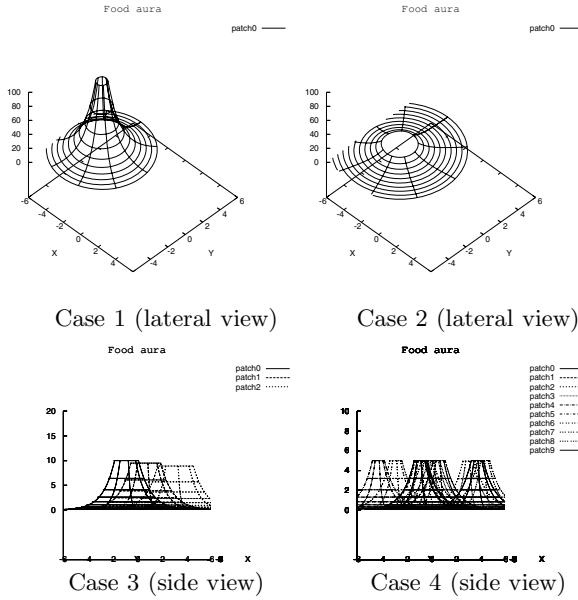 Food aura
patch0
100
80
60
40
20
0
-6
-4
-2
0
2
4
X
-4
-2
0
2
4
6
Y
Case 1 (lateral view)
Food aura
patch0
100
80
60
40
20
0
-6
-4
-2
0
2
4
X
-4
-2
0
2
4
6
Y
Case 2 (lateral view)
Food aura
patch0
patch1
patch2
20
15
10
5
0
X
Case 3 (side view)
Food aura
patch0
patch1
patch2
patch3
patch4
patch5
patch6
patch7
patch8
patch9
10
8
6
4
2
0
X
Case 4 (side view)